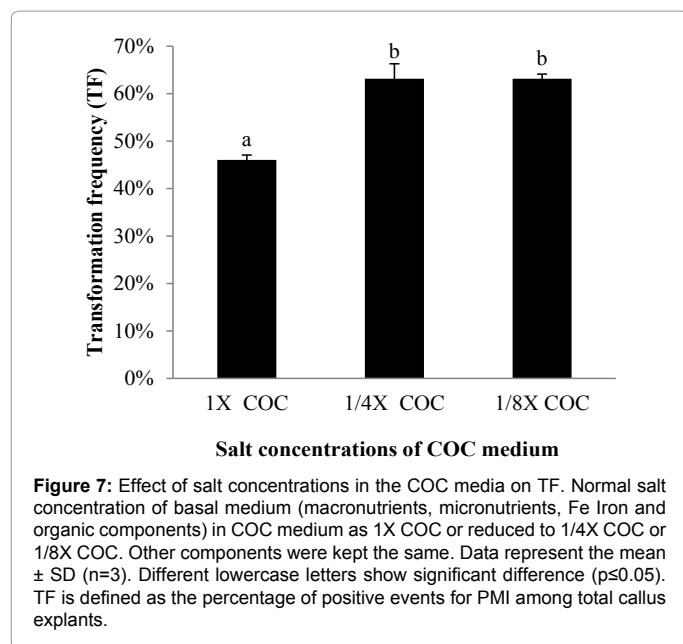 70%
60%
50%
40%
30%
20%
10%
0%
Transformation frequency (TF)
a
b
b
1X COC
1/4X COC
1/8X COC
Salt concentrations of COC medium
Figure 7: Effect of salt concentrations in the COC media on TF. Normal salt
concentration of basal medium (macronutrients, micronutrients, Fe Iron and
organic components) in COC medium as 1X COC or reduced to 1/4X COC or
1/8X COC. Other components were kept the same. Data represent the mean
± SD (n=3). Different lowercase letters show significant difference (p≤0.05).
TF is defined as the percentage of positive events for PMI among total callus
explants.